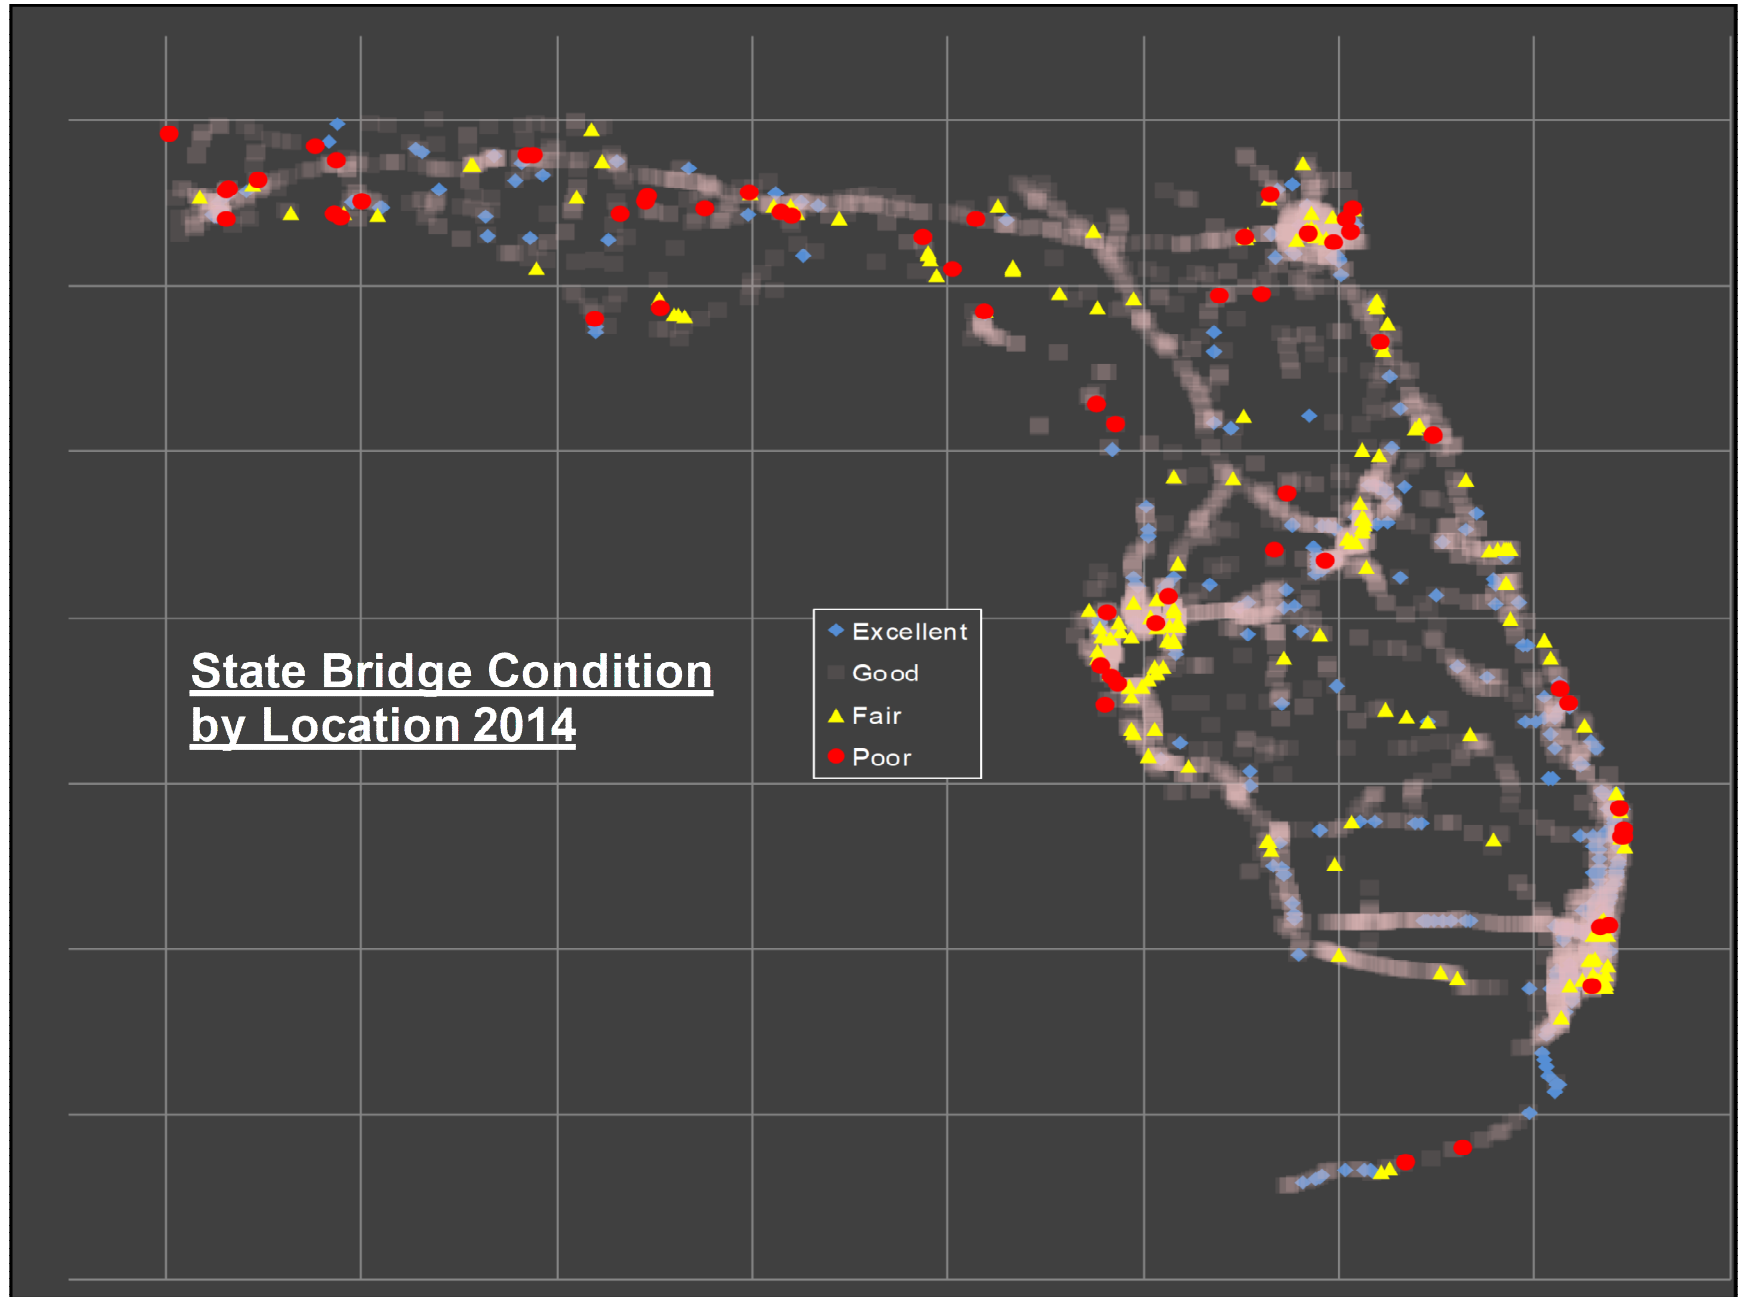 State Bridge Condition
by Location 2014
Excellent
Good
Fair
Poor